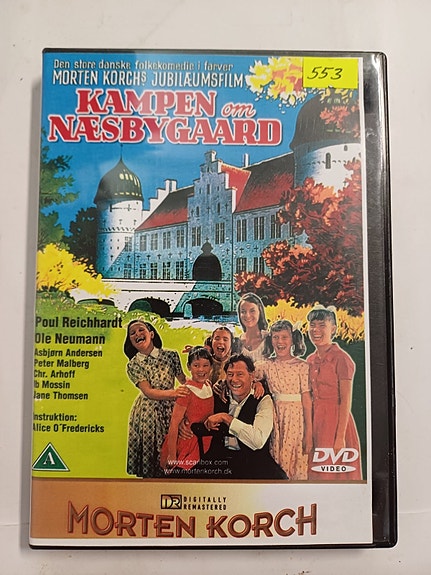 Den store danske folkekomedie i farver
MORTEN KORCHs JUBILÆUMSFILM
553
KAMPEN om
NÆSBYGAARD
Poul Reichhardt
Ole Neumann
Asbjørn Andersen
Peter Malberg
Chr. Arhoff
Ib Mossin
Jane Thomsen
Instruktion:
Alice O'Fredericks
A
www.scanbox.com
www.mortenkorch.dk
DVD
VIDEO
DR DIGITALLY
REMASTERED
MORTEN KORCH